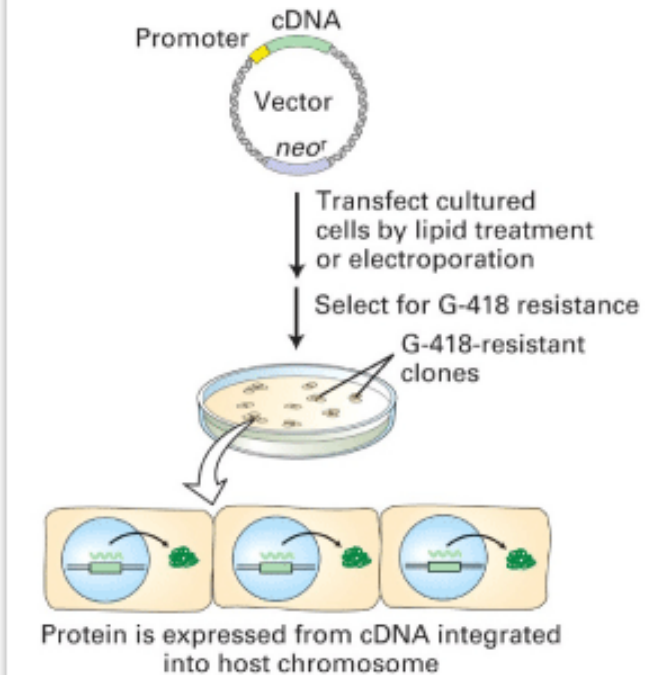 cDNA
Promoter
Vector
neoʳ
Transfect cultured
cells by lipid treatment
or electroporation
Select for G-418 resistance
G-418-resistant
clones
Protein is expressed from cDNA integrated
into host chromosome